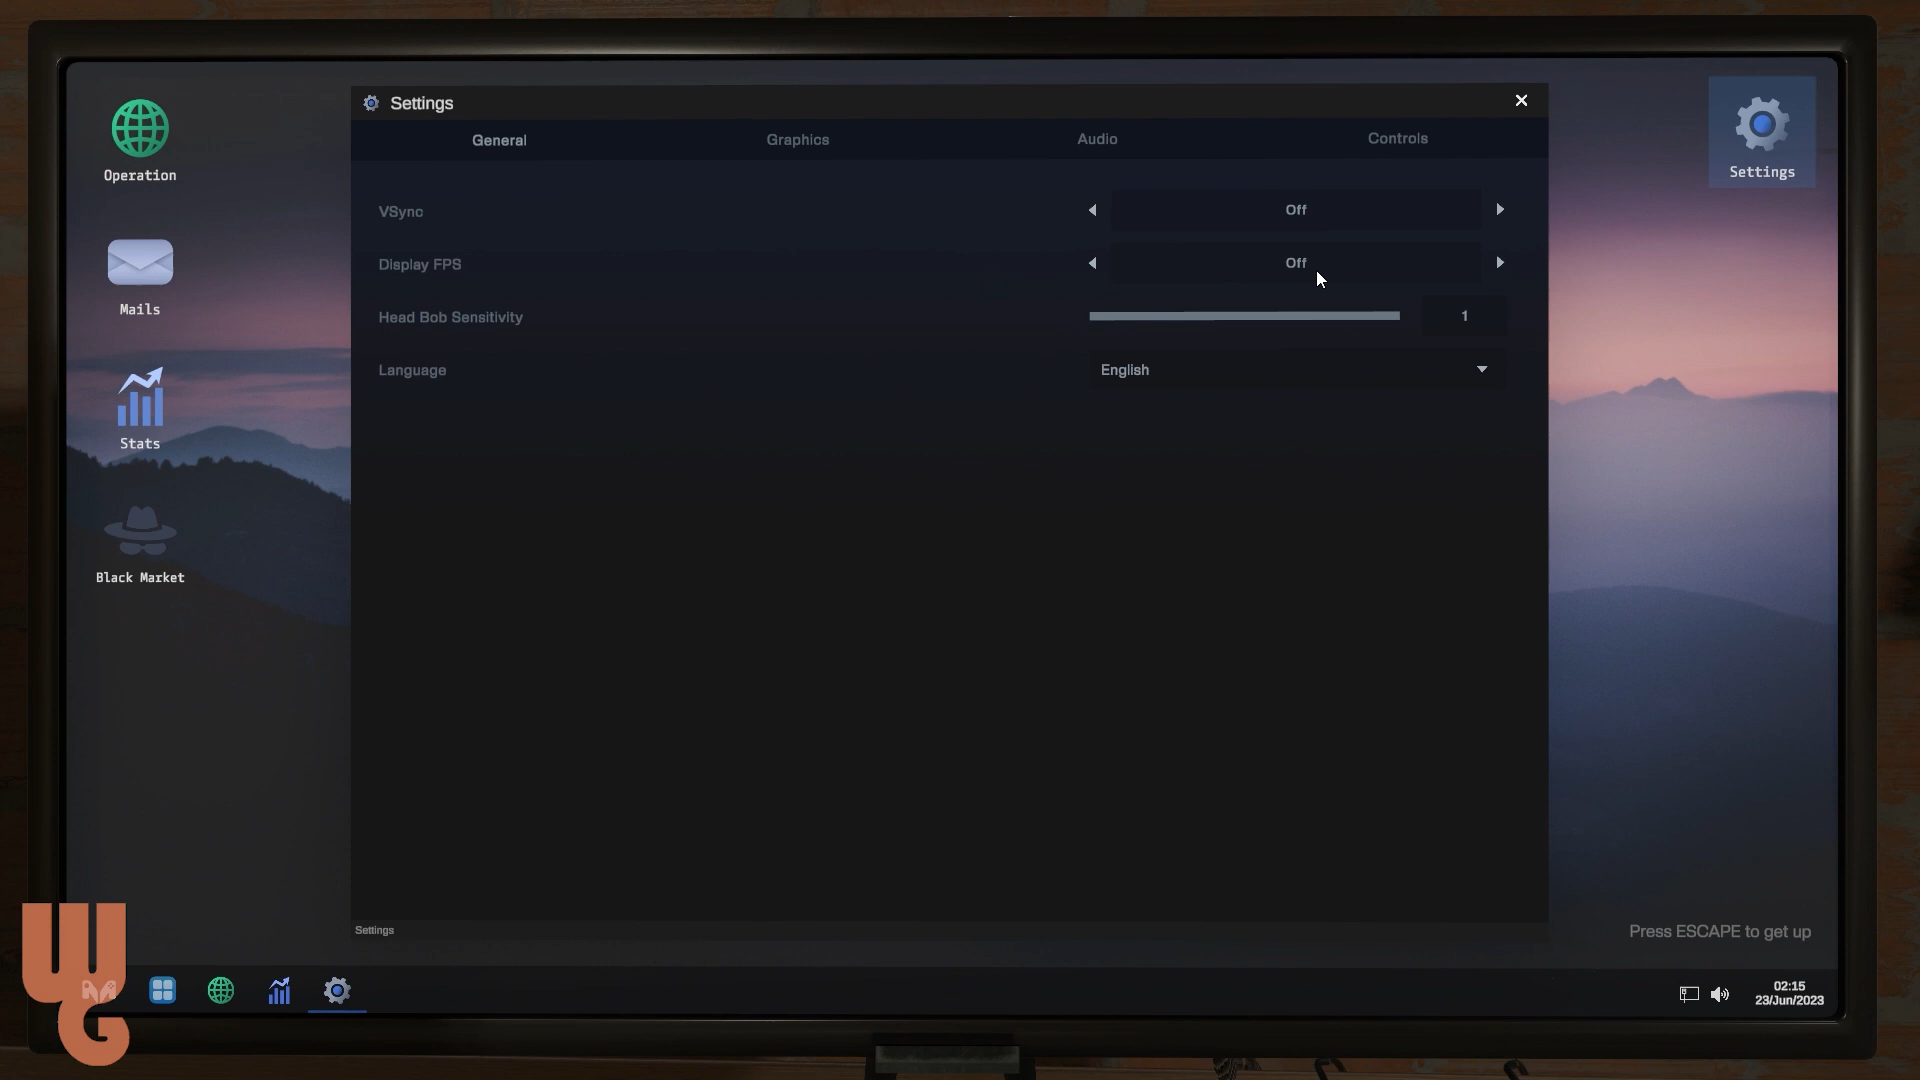 Settings
General
Graphics
Audio
Controls
VSync
Off
Display FPS
Off
Head Bob Sensitivity
1
Language
English
Settings
Operation
Mails
Stats
Black Market
Settings
Press ESCAPE to get up
02:15
23/Jun/2023
WG